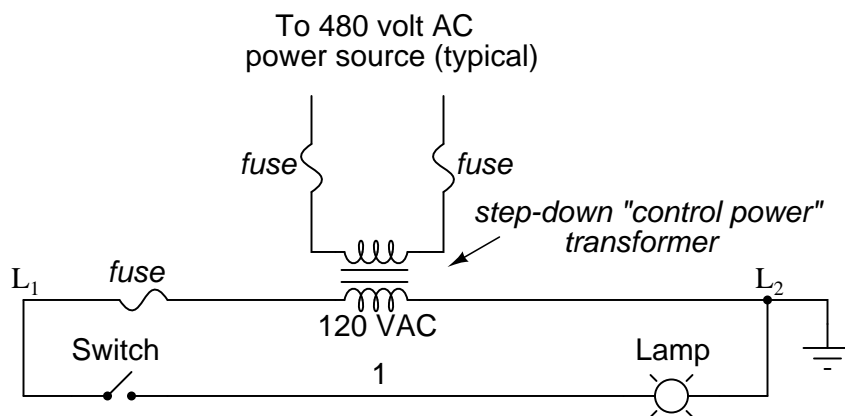 To 480 volt AC
power source (typical)
fuse
fuse
step-down "control power"
transformer
L1
fuse
L2
120 VAC
Switch
1
Lamp